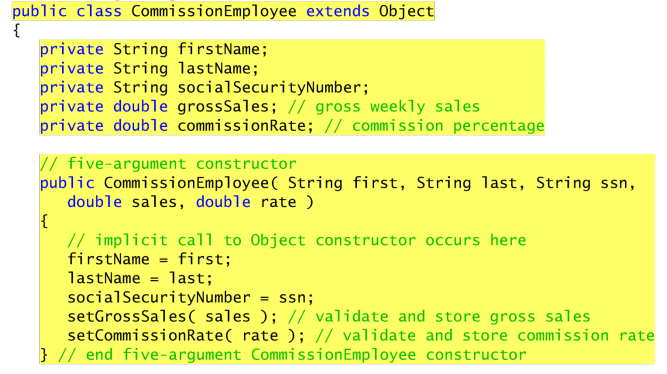 public class CommissionEmployee extends Object
{
   private String firstName;
   private String lastName;
   private String socialSecurityNumber;
   private double grossSales; // gross weekly sales
   private double commissionRate; // commission percentage

   // five-argument constructor
   public CommissionEmployee( String first, String last, String ssn,
      double sales, double rate )
   {
      // implicit call to Object constructor occurs here
      firstName = first;
      lastName = last;
      socialSecurityNumber = ssn;
      setGrossSales( sales ); // validate and store gross sales
      setCommissionRate( rate ); // validate and store commission rate
   } // end five-argument CommissionEmployee constructor